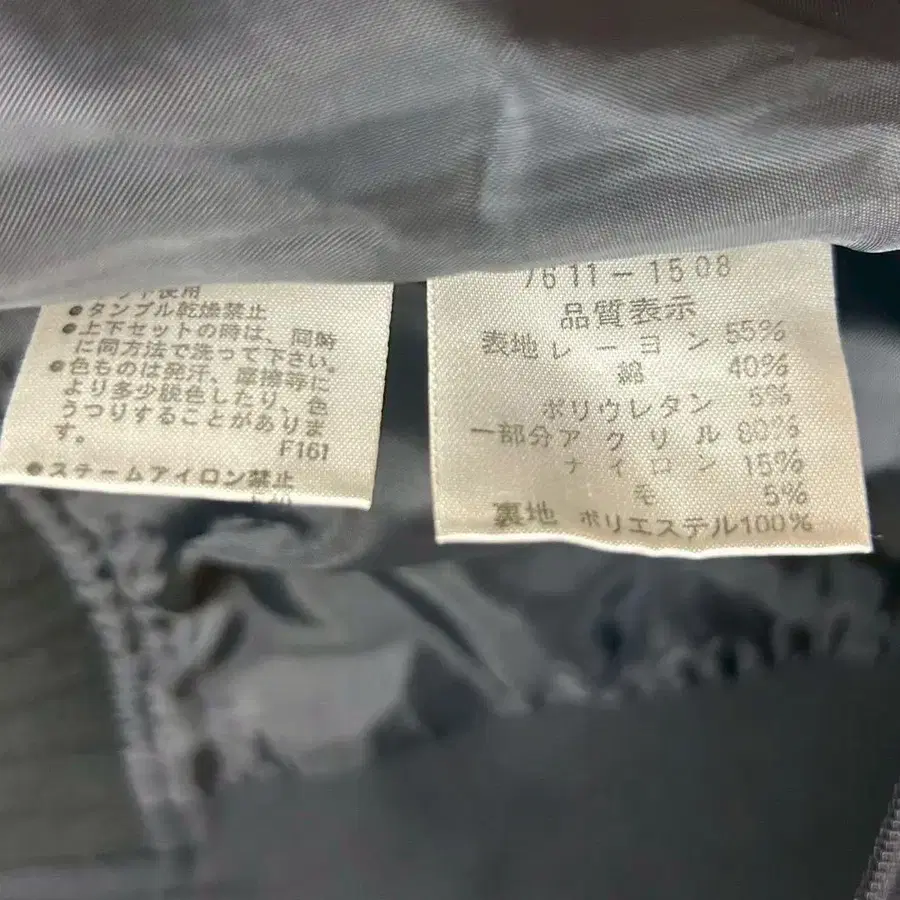 使用
●タンブル乾燥禁止
●上下セットの時は、同時
に同方法で洗って下さい。
●色ものは発汗、摩擦等に
より多少脱色したり、色
うつりすることがありま
す。
F161
●スチームアイロン禁止
7611-1508
品質表示
表地 レーヨン 55%
綿 40%
ポリウレタン 5%
一部分 アクリル 80%
ナイロン 15%
毛 5%
裏地 ポリエステル100%